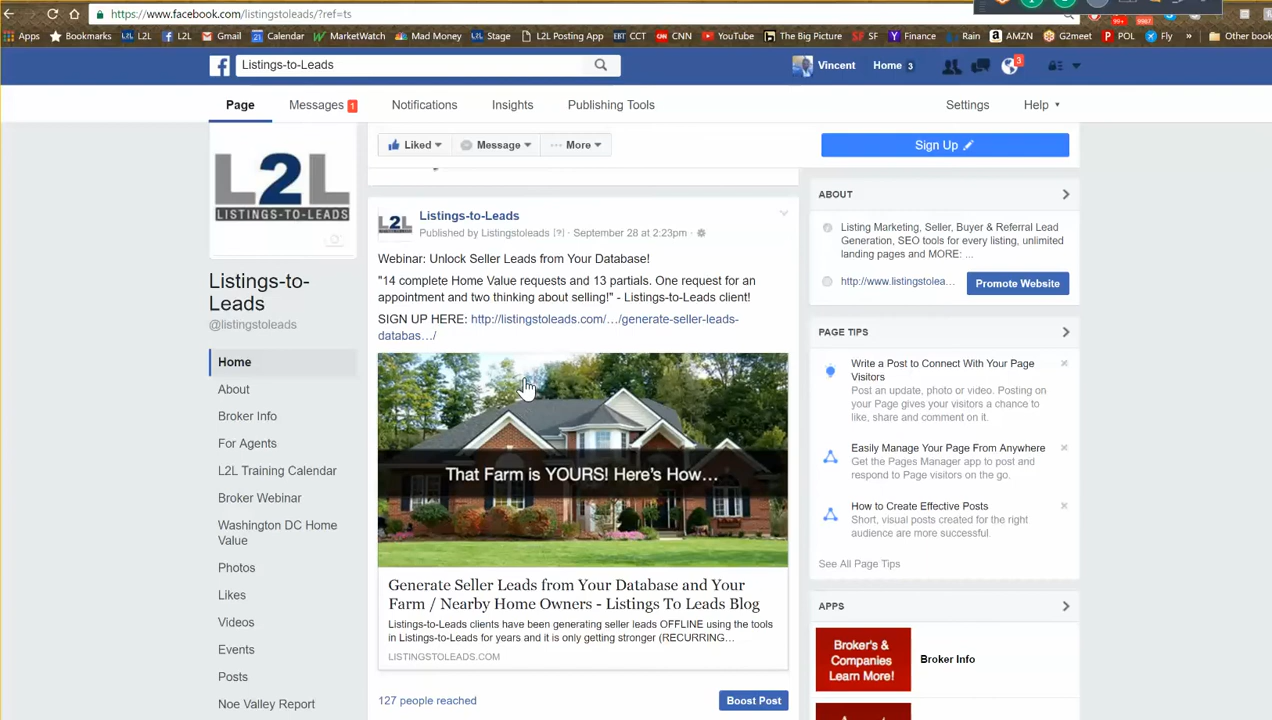 https://www.facebook.com/listingstoleads/?ref=ts
Apps Bookmarks L2L L2L Gmail Calendar MarketWatch Mad Money Stage L2L Posting App EBT CCT CNN YouTube The Big Picture SF Finance Rain AMZN G2meet POL Fly » Other book
Listings-to-Leads
Vincent Home 3 3
Page Messages 1 Notifications Insights Publishing Tools Settings Help
Liked Message More Sign Up
L2L
LISTINGS-TO-LEADS
Listings-to-
Leads
@listingstoleads
Home
About
Broker Info
For Agents
L2L Training Calendar
Broker Webinar
Washington DC Home
Value
Photos
Likes
Videos
Events
Posts
Noe Valley Report
L2L
Listings-to-Leads
Published by Listingstoleads [?] · September 28 at 2:23pm ·
Webinar: Unlock Seller Leads from Your Database!
"14 complete Home Value requests and 13 partials. One request for an
appointment and two thinking about selling!" - Listings-to-Leads client!
SIGN UP HERE: http://listingstoleads.com/…/generate-seller-leads-
databas…/
That Farm is YOURS! Here's How…
Generate Seller Leads from Your Database and Your
Farm / Nearby Home Owners - Listings To Leads Blog
Listings-to-Leads clients have been generating seller leads OFFLINE using the tools
in Listings-to-Leads for years and it is only getting stronger (RECURRING…
LISTINGSTOLEADS.COM
127 people reached Boost Post
ABOUT
Listing Marketing, Seller, Buyer & Referral Lead
Generation, SEO tools for every listing, unlimited
landing pages and MORE: ...
http://www.listingstolea… Promote Website
PAGE TIPS
Write a Post to Connect With Your Page
Visitors
Post an update, photo or video. Posting on
your Page gives your visitors a chance to
like, share and comment on it.
Easily Manage Your Page From Anywhere
Get the Pages Manager app to post and
respond to Page visitors on the go.
How to Create Effective Posts
Short, visual posts created for the right
audience are more successful.
See All Page Tips
APPS
Broker's &
Companies
Learn More!
Broker Info